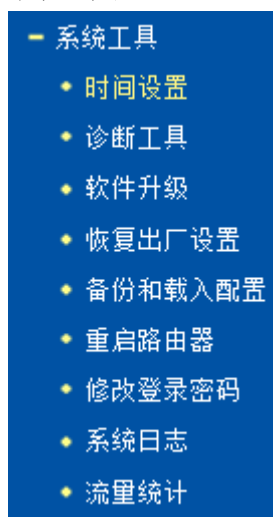 系统工具
时间设置
诊断工具
软件升级
恢复出厂设置
备份和载入配置
重启路由器
修改登录密码
系统日志
流量统计